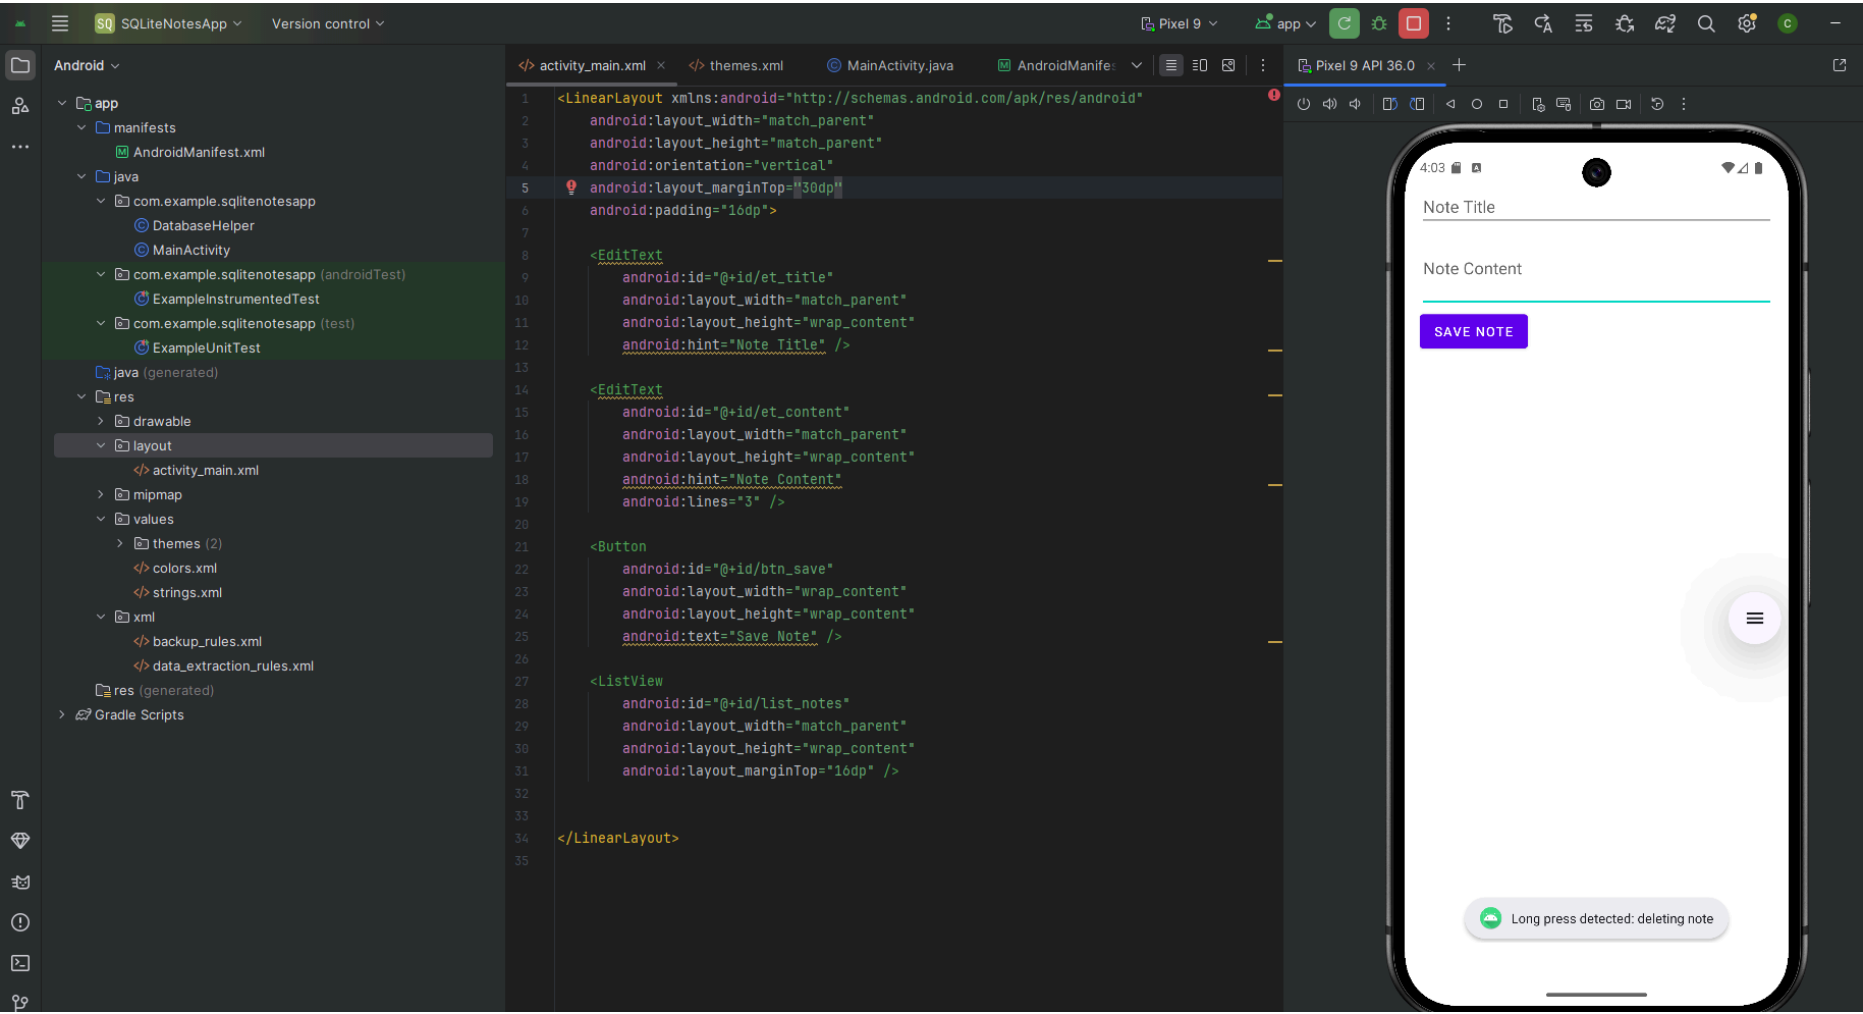 SQ SQLiteNotesApp Version control Pixel 9 app C
Android
app
manifests
AndroidManifest.xml
java
com.example.sqlitenotesapp
DatabaseHelper
MainActivity
com.example.sqlitenotesapp (androidTest)
ExampleInstrumentedTest
com.example.sqlitenotesapp (test)
ExampleUnitTest
java (generated)
res
drawable
layout
activity_main.xml
mipmap
values
themes (2)
colors.xml
strings.xml
xml
backup_rules.xml
data_extraction_rules.xml
res (generated)
Gradle Scripts
activity_main.xml themes.xml MainActivity.java AndroidManifes
1 <LinearLayout xmlns:android="http://schemas.android.com/apk/res/android"
2 android:layout_width="match_parent"
3 android:layout_height="match_parent"
4 android:orientation="vertical"
5 android:layout_marginTop="30dp"
6 android:padding="16dp">
7
8 <EditText
9 android:id="@+id/et_title"
10 android:layout_width="match_parent"
11 android:layout_height="wrap_content"
12 android:hint="Note Title" />
13
14 <EditText
15 android:id="@+id/et_content"
16 android:layout_width="match_parent"
17 android:layout_height="wrap_content"
18 android:hint="Note Content"
19 android:lines="3" />
20
21 <Button
22 android:id="@+id/btn_save"
23 android:layout_width="wrap_content"
24 android:layout_height="wrap_content"
25 android:text="Save Note" />
26
27 <ListView
28 android:id="@+id/list_notes"
29 android:layout_width="match_parent"
30 android:layout_height="wrap_content"
31 android:layout_marginTop="16dp" />
32
33
34 </LinearLayout>
35
Pixel 9 API 36.0
4:03
Note Title
Note Content
SAVE NOTE
Long press detected: deleting note